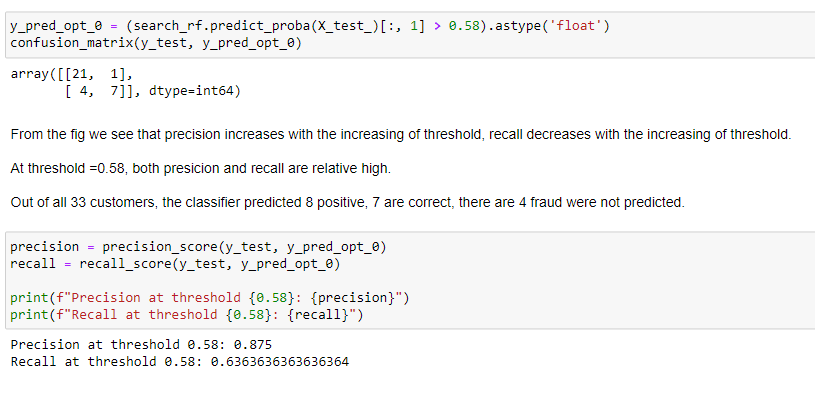 y_pred_opt_0 = (search_rf.predict_proba(X_test_)[:, 1] > 0.58).astype('float')
confusion_matrix(y_test, y_pred_opt_0)
array([[21,  1],
       [ 4,  7]], dtype=int64)
From the fig we see that precision increases with the increasing of threshold, recall decreases with the increasing of threshold.
At threshold =0.58, both presicion and recall are relative high.
Out of all 33 customers, the classifier predicted 8 positive, 7 are correct, there are 4 fraud were not predicted.
precision = precision_score(y_test, y_pred_opt_0)
recall = recall_score(y_test, y_pred_opt_0)
print(f"Precision at threshold {0.58}: {precision}")
print(f"Recall at threshold {0.58}: {recall}")
Precision at threshold 0.58: 0.875
Recall at threshold 0.58: 0.6363636363636364